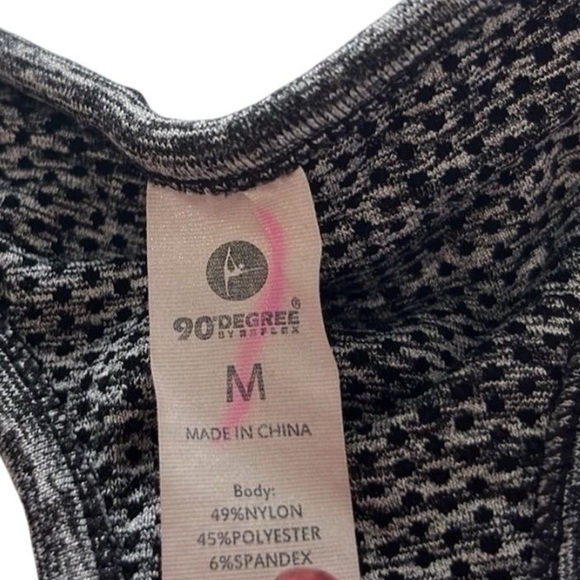 90°DEGREE®
BY REFLEX
M
MADE IN CHINA
Body:
49%NYLON
45%POLYESTER
6%SPANDEX